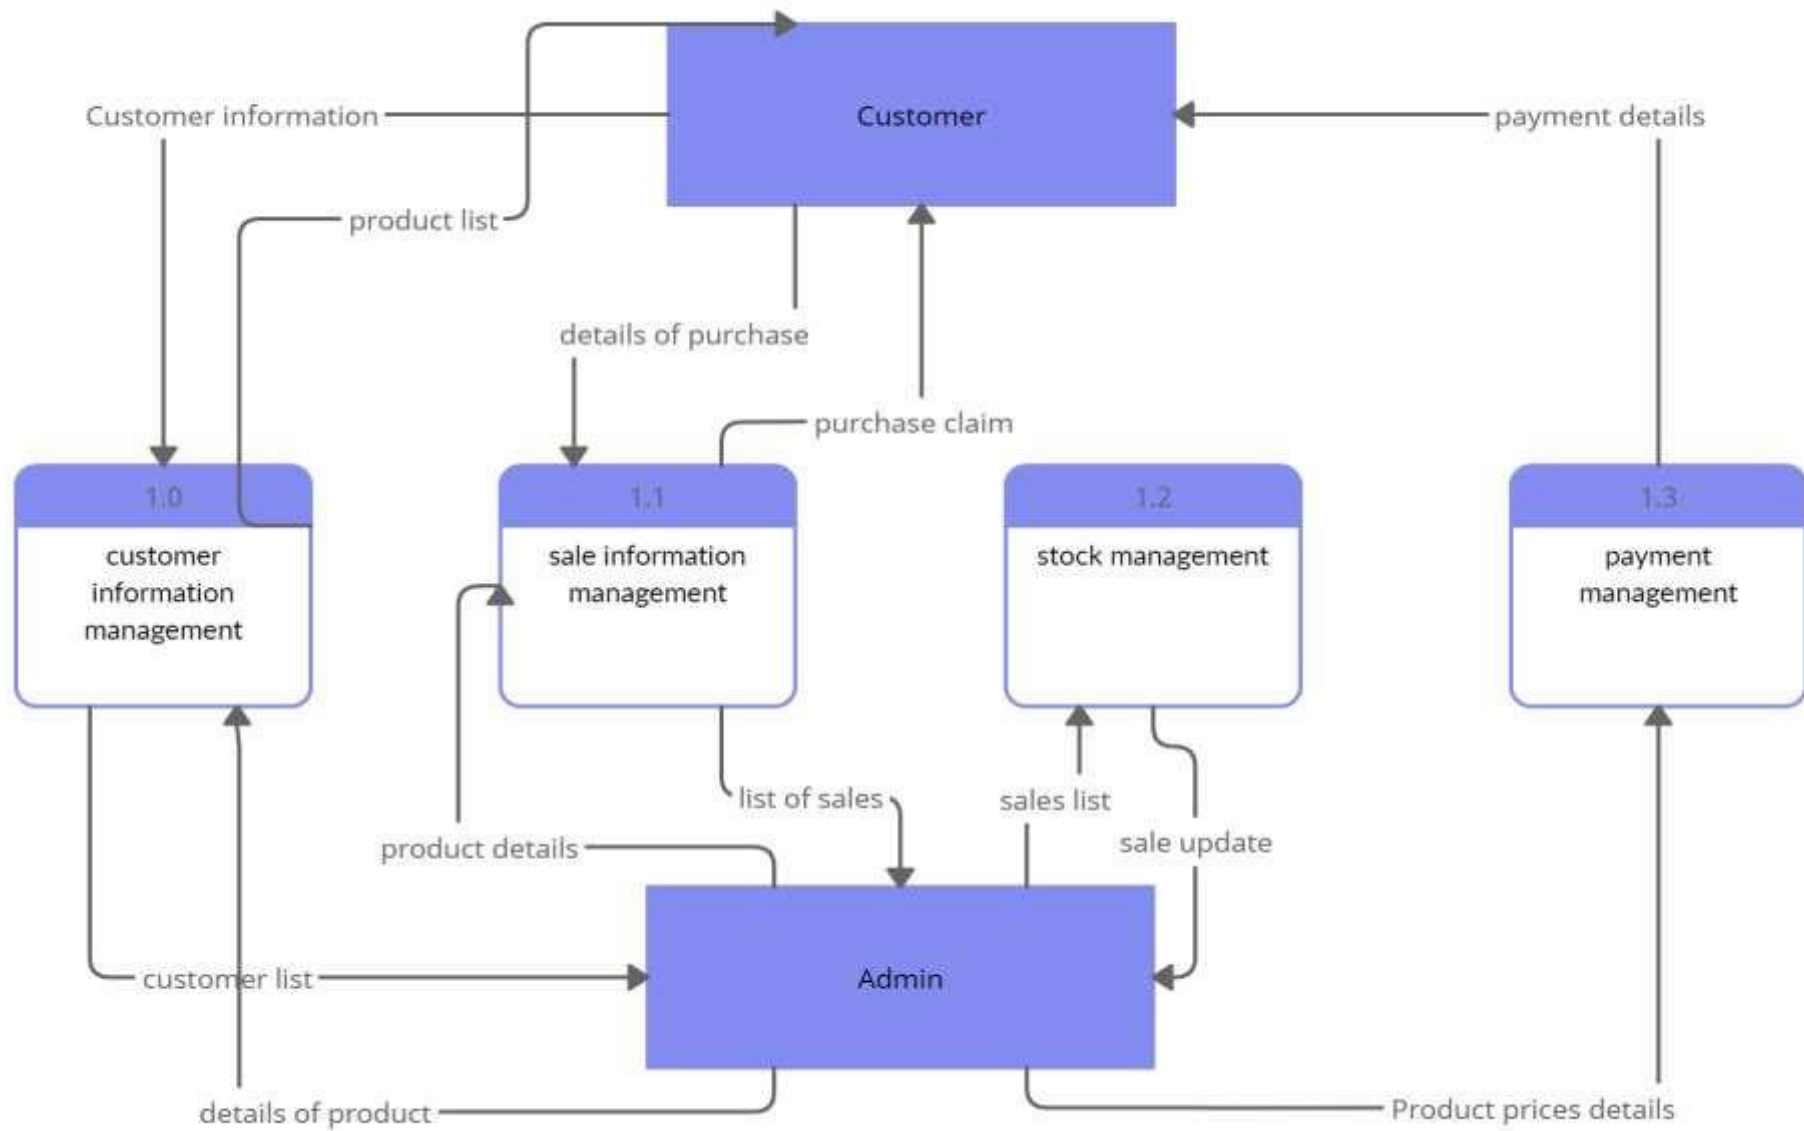 Customer
Customer information
payment details
product list
details of purchase
purchase claim
1.0
customer
information
management
1.1
sale information
management
1.2
stock management
1.3
payment
management
list of sales
sales list
sale update
product details
customer list
Admin
details of product
Product prices details